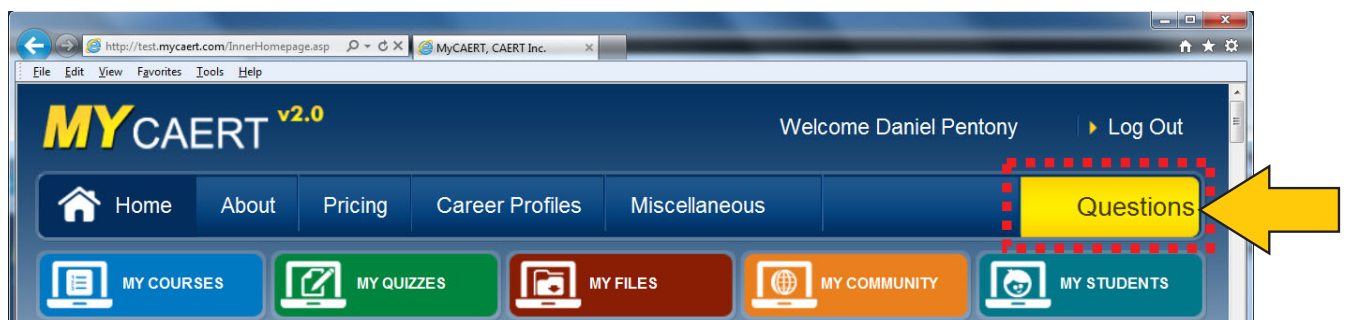 http://test.mycaert.com/InnerHomepage.asp MyCAERT, CAERT Inc.
File Edit View Favorites Tools Help
MYCAERT v2.0 Welcome Daniel Pentony Log Out
Home About Pricing Career Profiles Miscellaneous Questions
MY COURSES MY QUIZZES MY FILES MY COMMUNITY MY STUDENTS